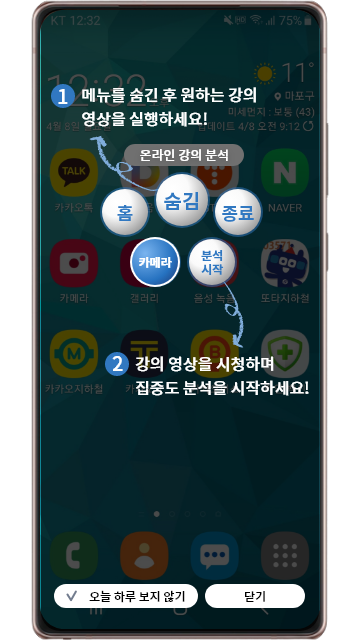 KT 12:32
75%
12:32
11°
마포구
미세먼지 : 보통 (43)
업데이트 4/8 오전 9:12
1 메뉴를 숨긴 후 원하는 강의
영상을 실행하세요!
온라인 강의 분석
홈
숨김
종료
카메라
분석
시작
TALK
카카오톡
NAVER
카메라
갤러리
음성 녹음
또타지하철
카카오지하철
2 강의 영상을 시청하며
집중도 분석을 시작하세요!
오늘 하루 보지 않기
닫기